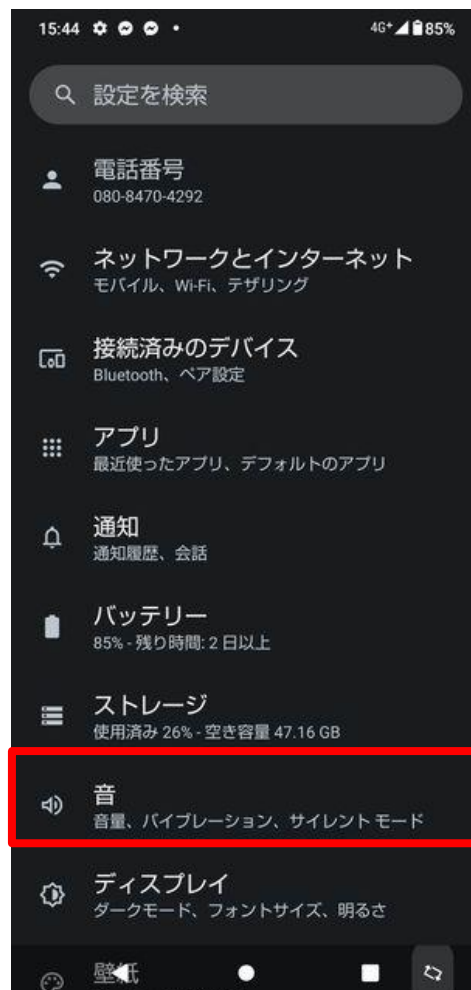 15:44 4G+ 85%
設定を検索
電話番号
080-8470-4292
ネットワークとインターネット
モバイル、Wi-Fi、テザリング
接続済みのデバイス
Bluetooth、ペア設定
アプリ
最近使ったアプリ、デフォルトのアプリ
通知
通知履歴、会話
バッテリー
85% - 残り時間: 2 日以上
ストレージ
使用済み 26% - 空き容量 47.16 GB
音
音量、バイブレーション、サイレント モード
ディスプレイ
ダークモード、フォントサイズ、明るさ
壁紙